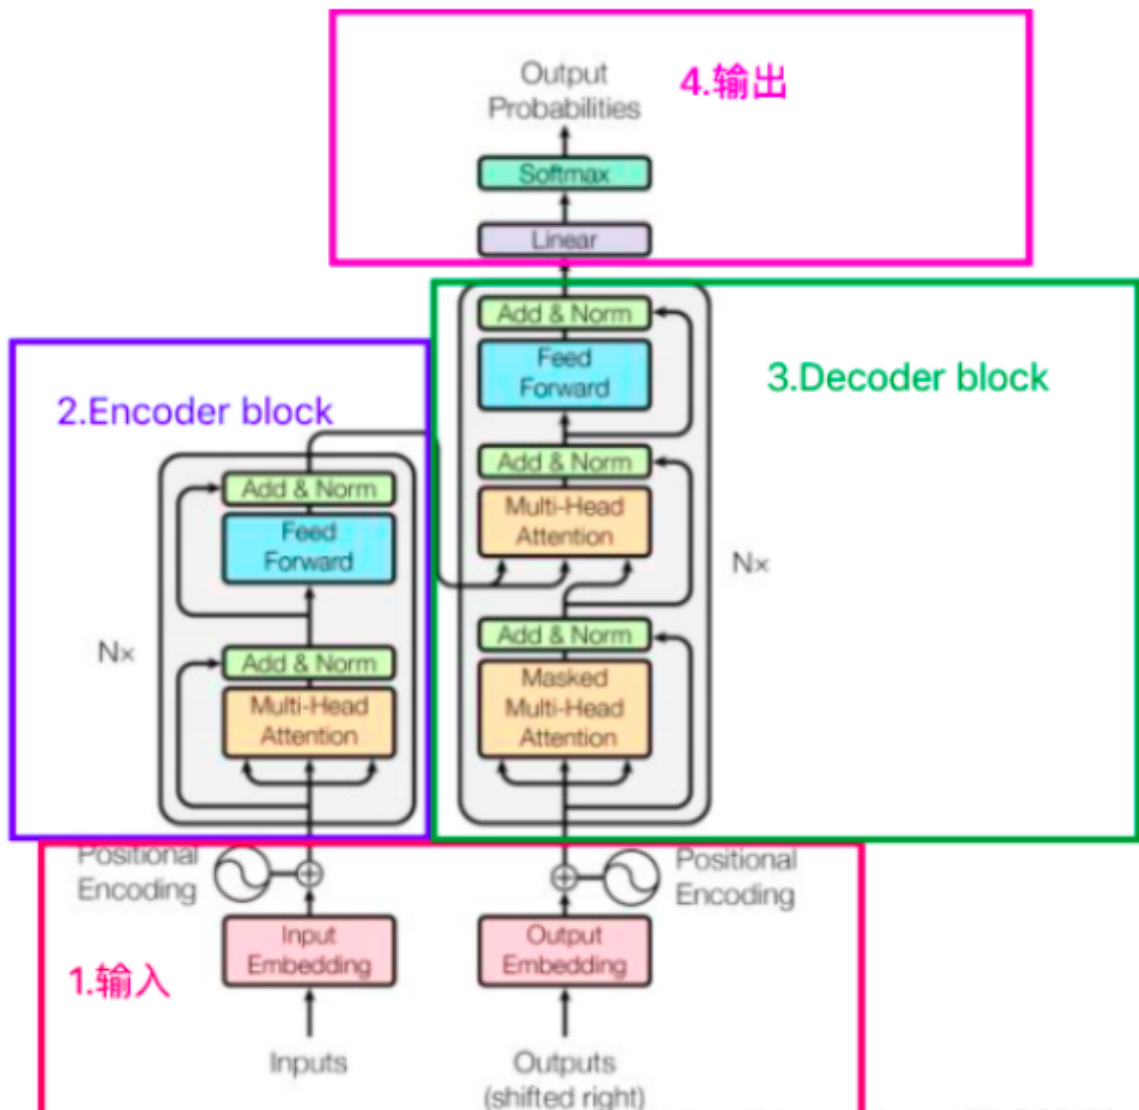 4.输出
Output
Probabilities
Softmax
Linear
3.Decoder block
Add & Norm
Feed
Forward
Add & Norm
Multi-Head
Attention
N×
Add & Norm
Masked
Multi-Head
Attention
2.Encoder block
Add & Norm
Feed
Forward
N×
Add & Norm
Multi-Head
Attention
1.输入
Positional
Encoding
Input
Embedding
Inputs
Positional
Encoding
Output
Embedding
Outputs
(shifted right)